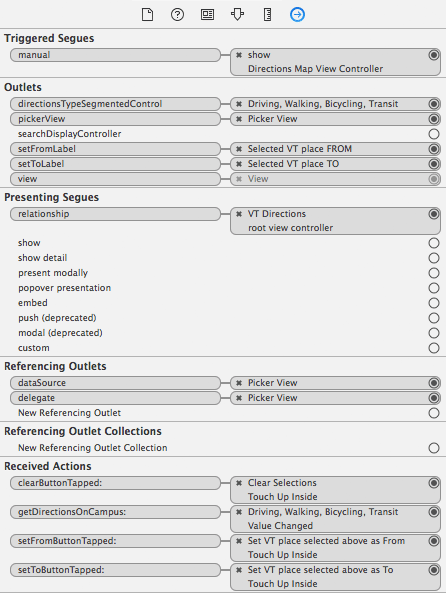 Triggered Segues
manual
show
Directions Map View Controller
Outlets
directionsTypeSegmentedControl
Driving, Walking, Bicycling, Transit
pickerView
Picker View
searchDisplayController
setFromLabel
Selected VT place FROM
setToLabel
Selected VT place TO
view
View
Presenting Segues
relationship
VT Directions
root view controller
show
show detail
present modally
popover presentation
embed
push (deprecated)
modal (deprecated)
custom
Referencing Outlets
dataSource
Picker View
delegate
Picker View
New Referencing Outlet
Referencing Outlet Collections
New Referencing Outlet Collection
Received Actions
clearButtonTapped:
Clear Selections
Touch Up Inside
getDirectionsOnCampus:
Driving, Walking, Bicycling, Transit
Value Changed
setFromButtonTapped:
Set VT place selected above as From
Touch Up Inside
setToButtonTapped:
Set VT place selected above as To
Touch Up Inside